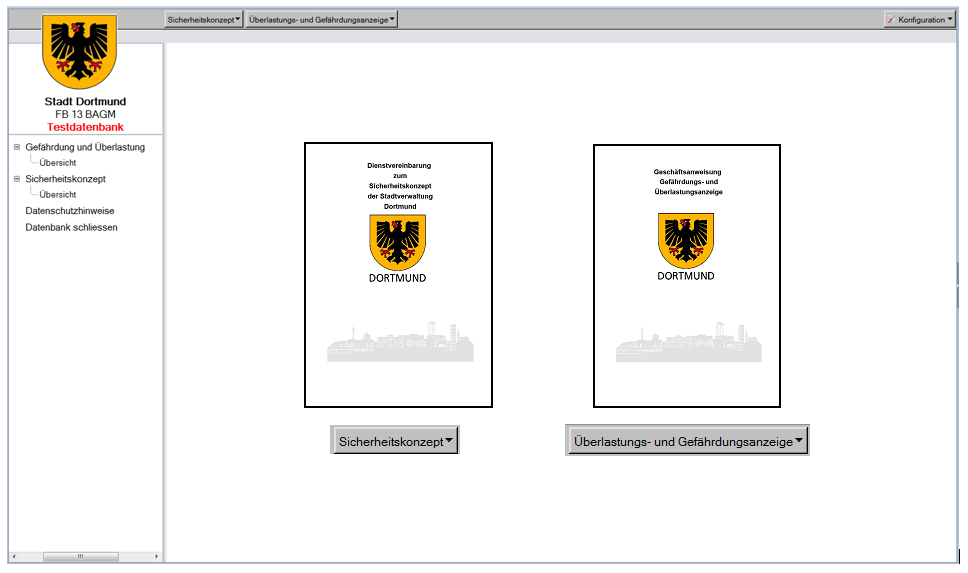 Sicherheitskonzept
Überlastungs- und Gefährdungsanzeige
Konfiguration
Stadt Dortmund
FB 13 BAGM
Testdatenbank
Gefährdung und Überlastung
Übersicht
Sicherheitskonzept
Übersicht
Datenschutzhinweise
Datenbank schliessen
Dienstvereinbarung
zum
Sicherheitskonzept
der Stadtverwaltung
Dortmund
DORTMUND
Sicherheitskonzept
Geschäftsanweisung
Gefährdungs- und
Überlastungsanzeige
DORTMUND
Überlastungs- und Gefährdungsanzeige